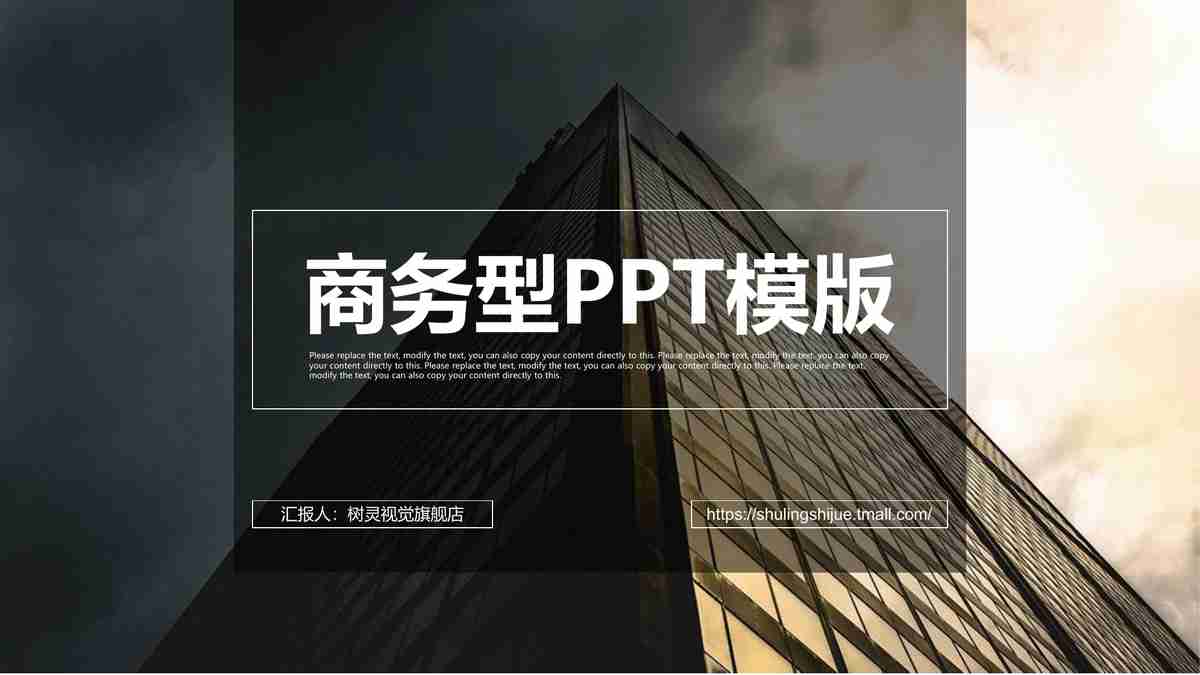 商务型PPT模版
Please replace the text, modify the text, you can also copy your content directly to this. Please replace the text, modify the text, you can also copy
your content directly to this. Please replace the text, modify the text, you can also copy your content directly to this. Please replace the text,
modify the text, you can also copy your content directly to this.
汇报人：树灵视觉旗舰店
https://shulingshijue.tmall.com/